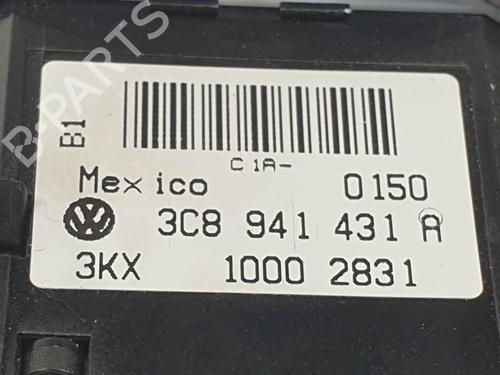 B-PARTS
B1
C1A-
Mexico 0150
3C8 941 431 A
3KX 1000 2831